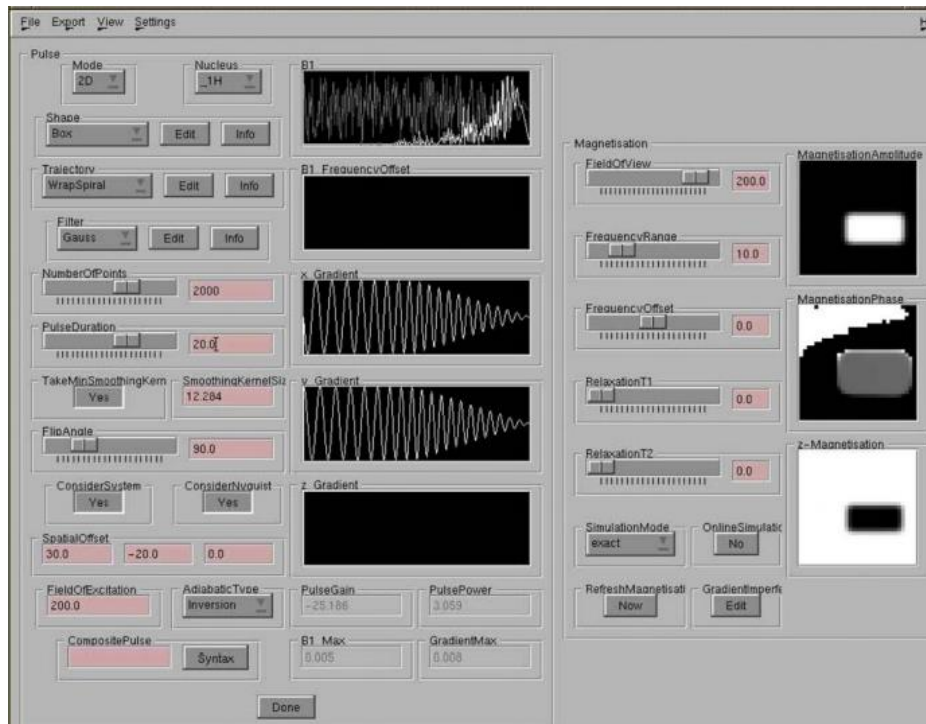 File Export View Settings
Pulse
Mode Nucleus B1
2D _1H
Shape
Box Edit Info
Magnetisation
Trajectory B1_FrequencyOffset FieldOfView MagnetisationAmplitude
WrapSpiral Edit Info 200.0
Filter
Gauss Edit Info FrequencyRange
10.0
NumberOfPoints x_Gradient
2000 FrequencyOffset MagnetisationPhase
PulseDuration 0.0
20.0
TakeMinSmoothingKern SmoothingKernelSiz y_Gradient RelaxationT1
Yes 12.284 0.0
FlipAngle
90.0 RelaxationT2 z-Magnetisation
0.0
ConsiderSystem ConsiderNyquist z_Gradient
Yes Yes
SimulationMode OnlineSimulatio
SpatialOffset exact No
30.0 -20.0 0.0
FieldOfExcitation AdiabaticType PulseGain PulsePower RefreshMagnetisati GradientImperfe
200.0 Inversion -25.186 3.059 Now Edit
CompositePulse B1_Max GradientMax
Syntax 0.005 0.008
Done